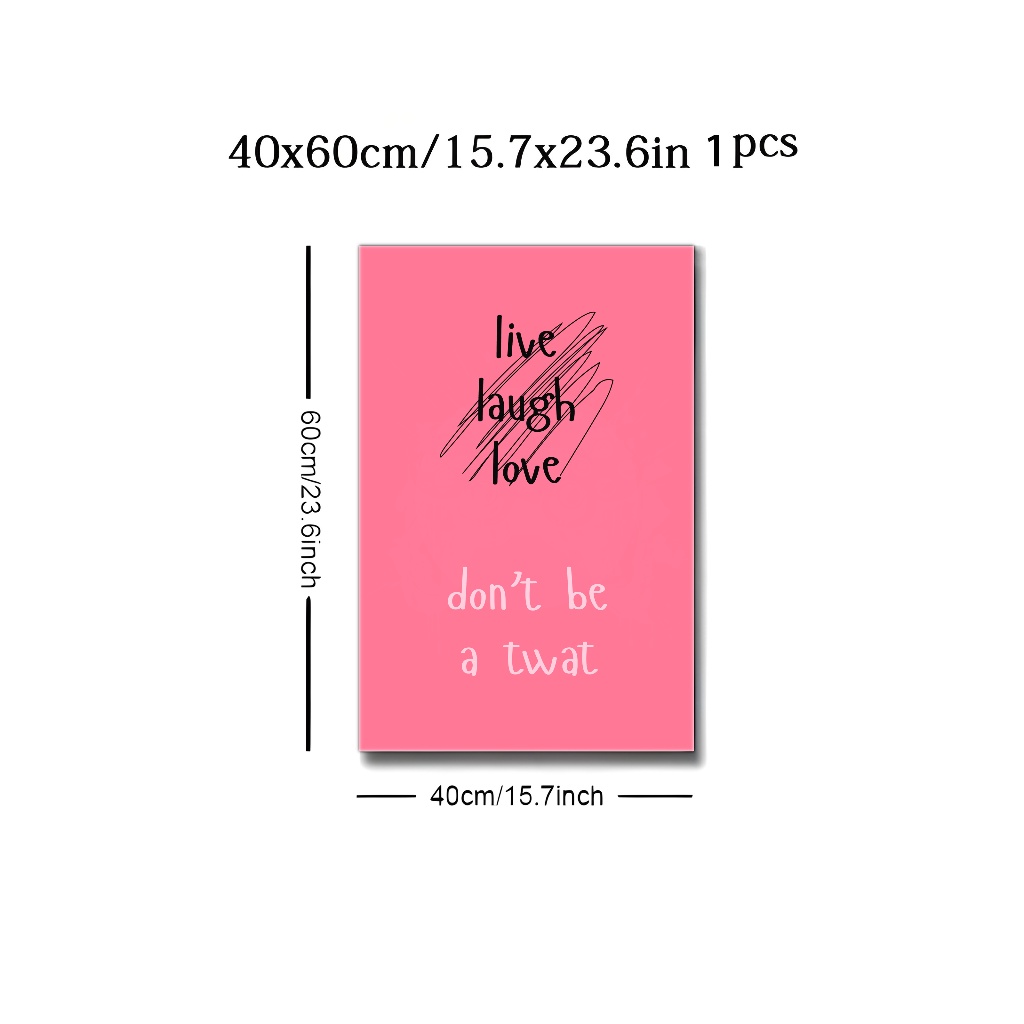 40x60cm/15.7x23.6in 1pcs
60cm/23.6inch
live
laugh
love
don't be
a twat
40cm/15.7inch